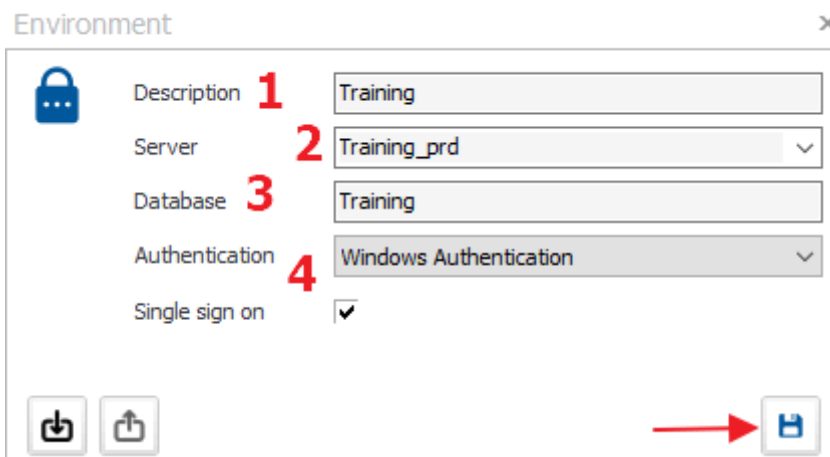 Environment
Description 1 Training
Server 2 Training_prd
Database 3 Training
Authentication 4 Windows Authentication
Single sign on